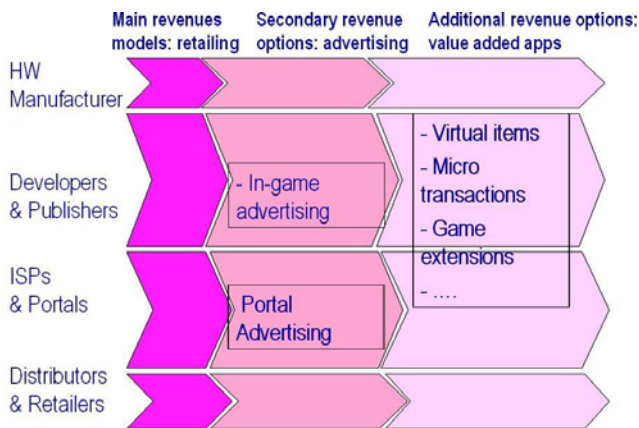 Main revenues
models: retailing
Secondary revenue
options: advertising
Additional revenue options:
value added apps
HW
Manufacturer
Developers
& Publishers
- In-game
advertising
- Virtual items
- Micro
transactions
- Game
extensions
- ....
ISPs
& Portals
Portal
Advertising
Distributors
& Retailers